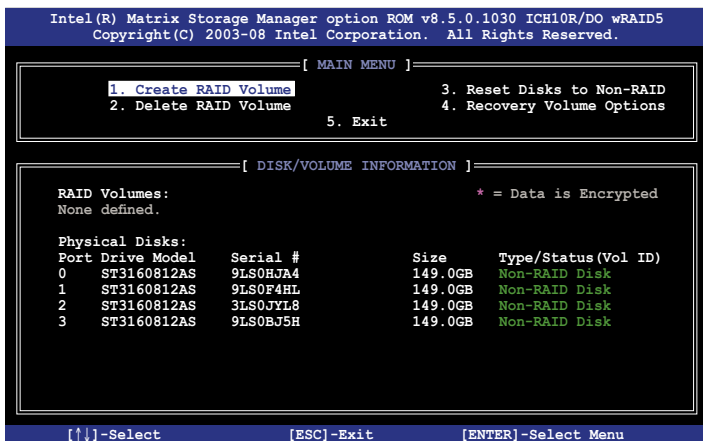 Intel(R) Matrix Storage Manager option ROM v8.5.0.1030 ICH10R/DO wRAID5
Copyright(C) 2003-08 Intel Corporation. All Rights Reserved.
[ MAIN MENU ]
1. Create RAID Volume 3. Reset Disks to Non-RAID
2. Delete RAID Volume 4. Recovery Volume Options
5. Exit
[ DISK/VOLUME INFORMATION ]
RAID Volumes: * = Data is Encrypted
None defined.
Physical Disks:
Port Drive Model Serial # Size Type/Status(Vol ID)
0 ST3160812AS 9LS0HJA4 149.0GB Non-RAID Disk
1 ST3160812AS 9LS0F4HL 149.0GB Non-RAID Disk
2 ST3160812AS 3LS0JYL8 149.0GB Non-RAID Disk
3 ST3160812AS 9LS0BJ5H 149.0GB Non-RAID Disk
[↑↓]-Select [ESC]-Exit [ENTER]-Select Menu